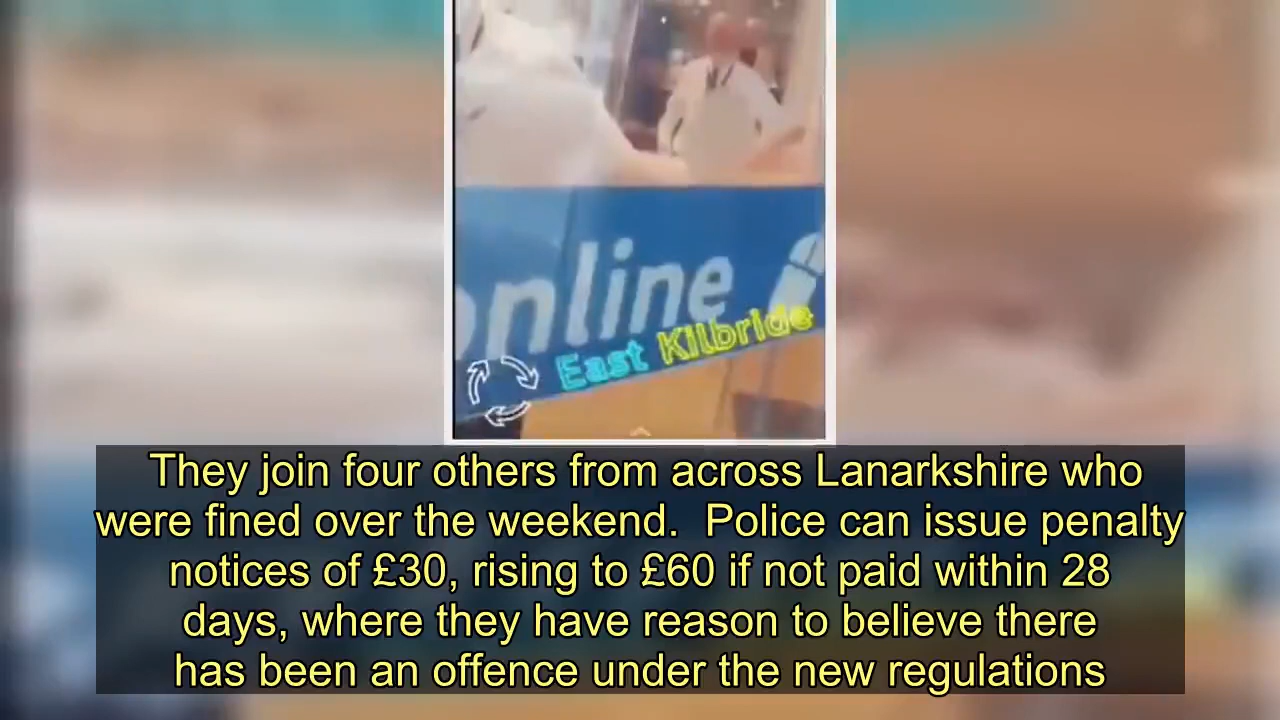 online
East Kilbride
They join four others from across Lanarkshire who
were fined over the weekend.  Police can issue penalty
notices of £30, rising to £60 if not paid within 28
days, where they have reason to believe there
has been an offence under the new regulations